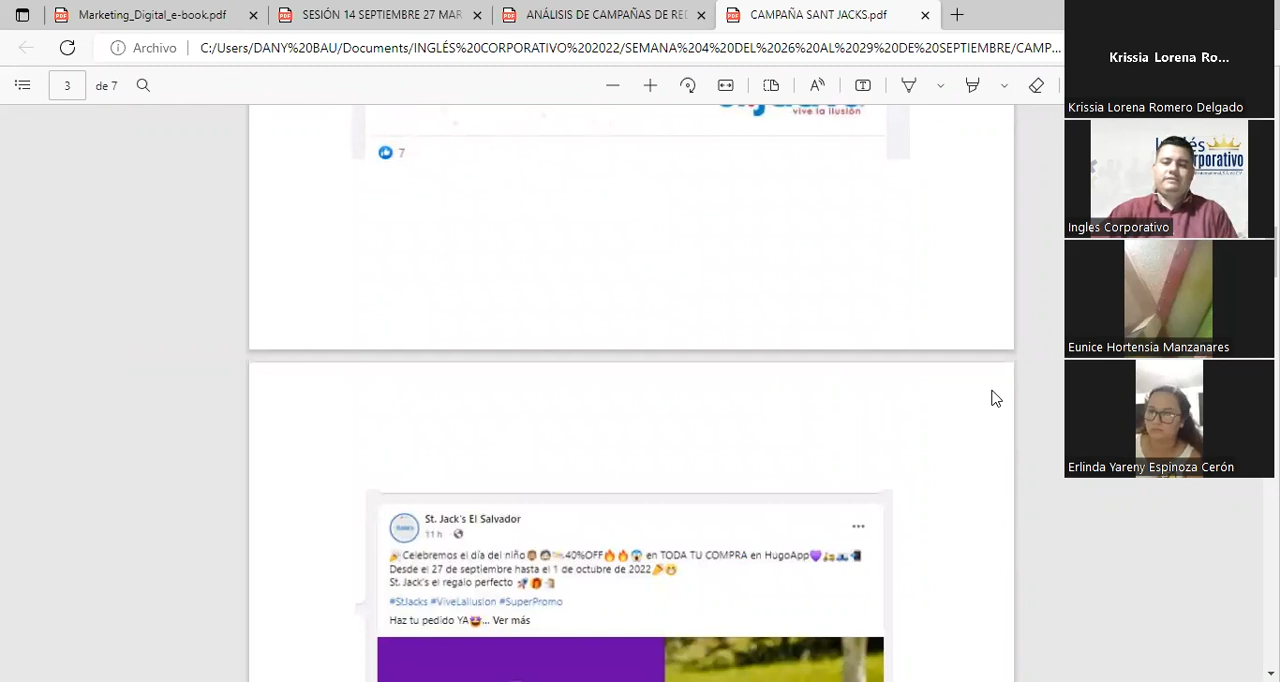 Marketing_Digital_e-book.pdf
SESIÓN 14 SEPTIEMBRE 27 MAR
ANÁLISIS DE CAMPAÑAS DE RE
CAMPAÑA SANT JACKS.pdf
Archivo
C:/Users/DANY%20BAU/Documents/INGLÉS%20CORPORATIVO%202022/SEMANA%204%20DEL%2026%20AL%2029%20DE%20SEPTIEMBRE/CAMP...
3
de 7
vive la ilusión
7
St. Jack's El Salvador
11 h
Celebremos el día del niño 40%OFF en TODA TU COMPRA en HugoApp
Desde el 27 de septiembre hasta el 1 de octubre de 2022
St. Jack's el regalo perfecto
#StJacks #ViveLaIlusion #SuperPromo
Haz tu pedido YA ... Ver más
Krissia Lorena Ro...
Krissia Lorena Romero Delgado
Inglés
Corporativo
Ingles Corporativo
Eunice Hortensia Manzanares
Erlinda Yareny Espinoza Cerón